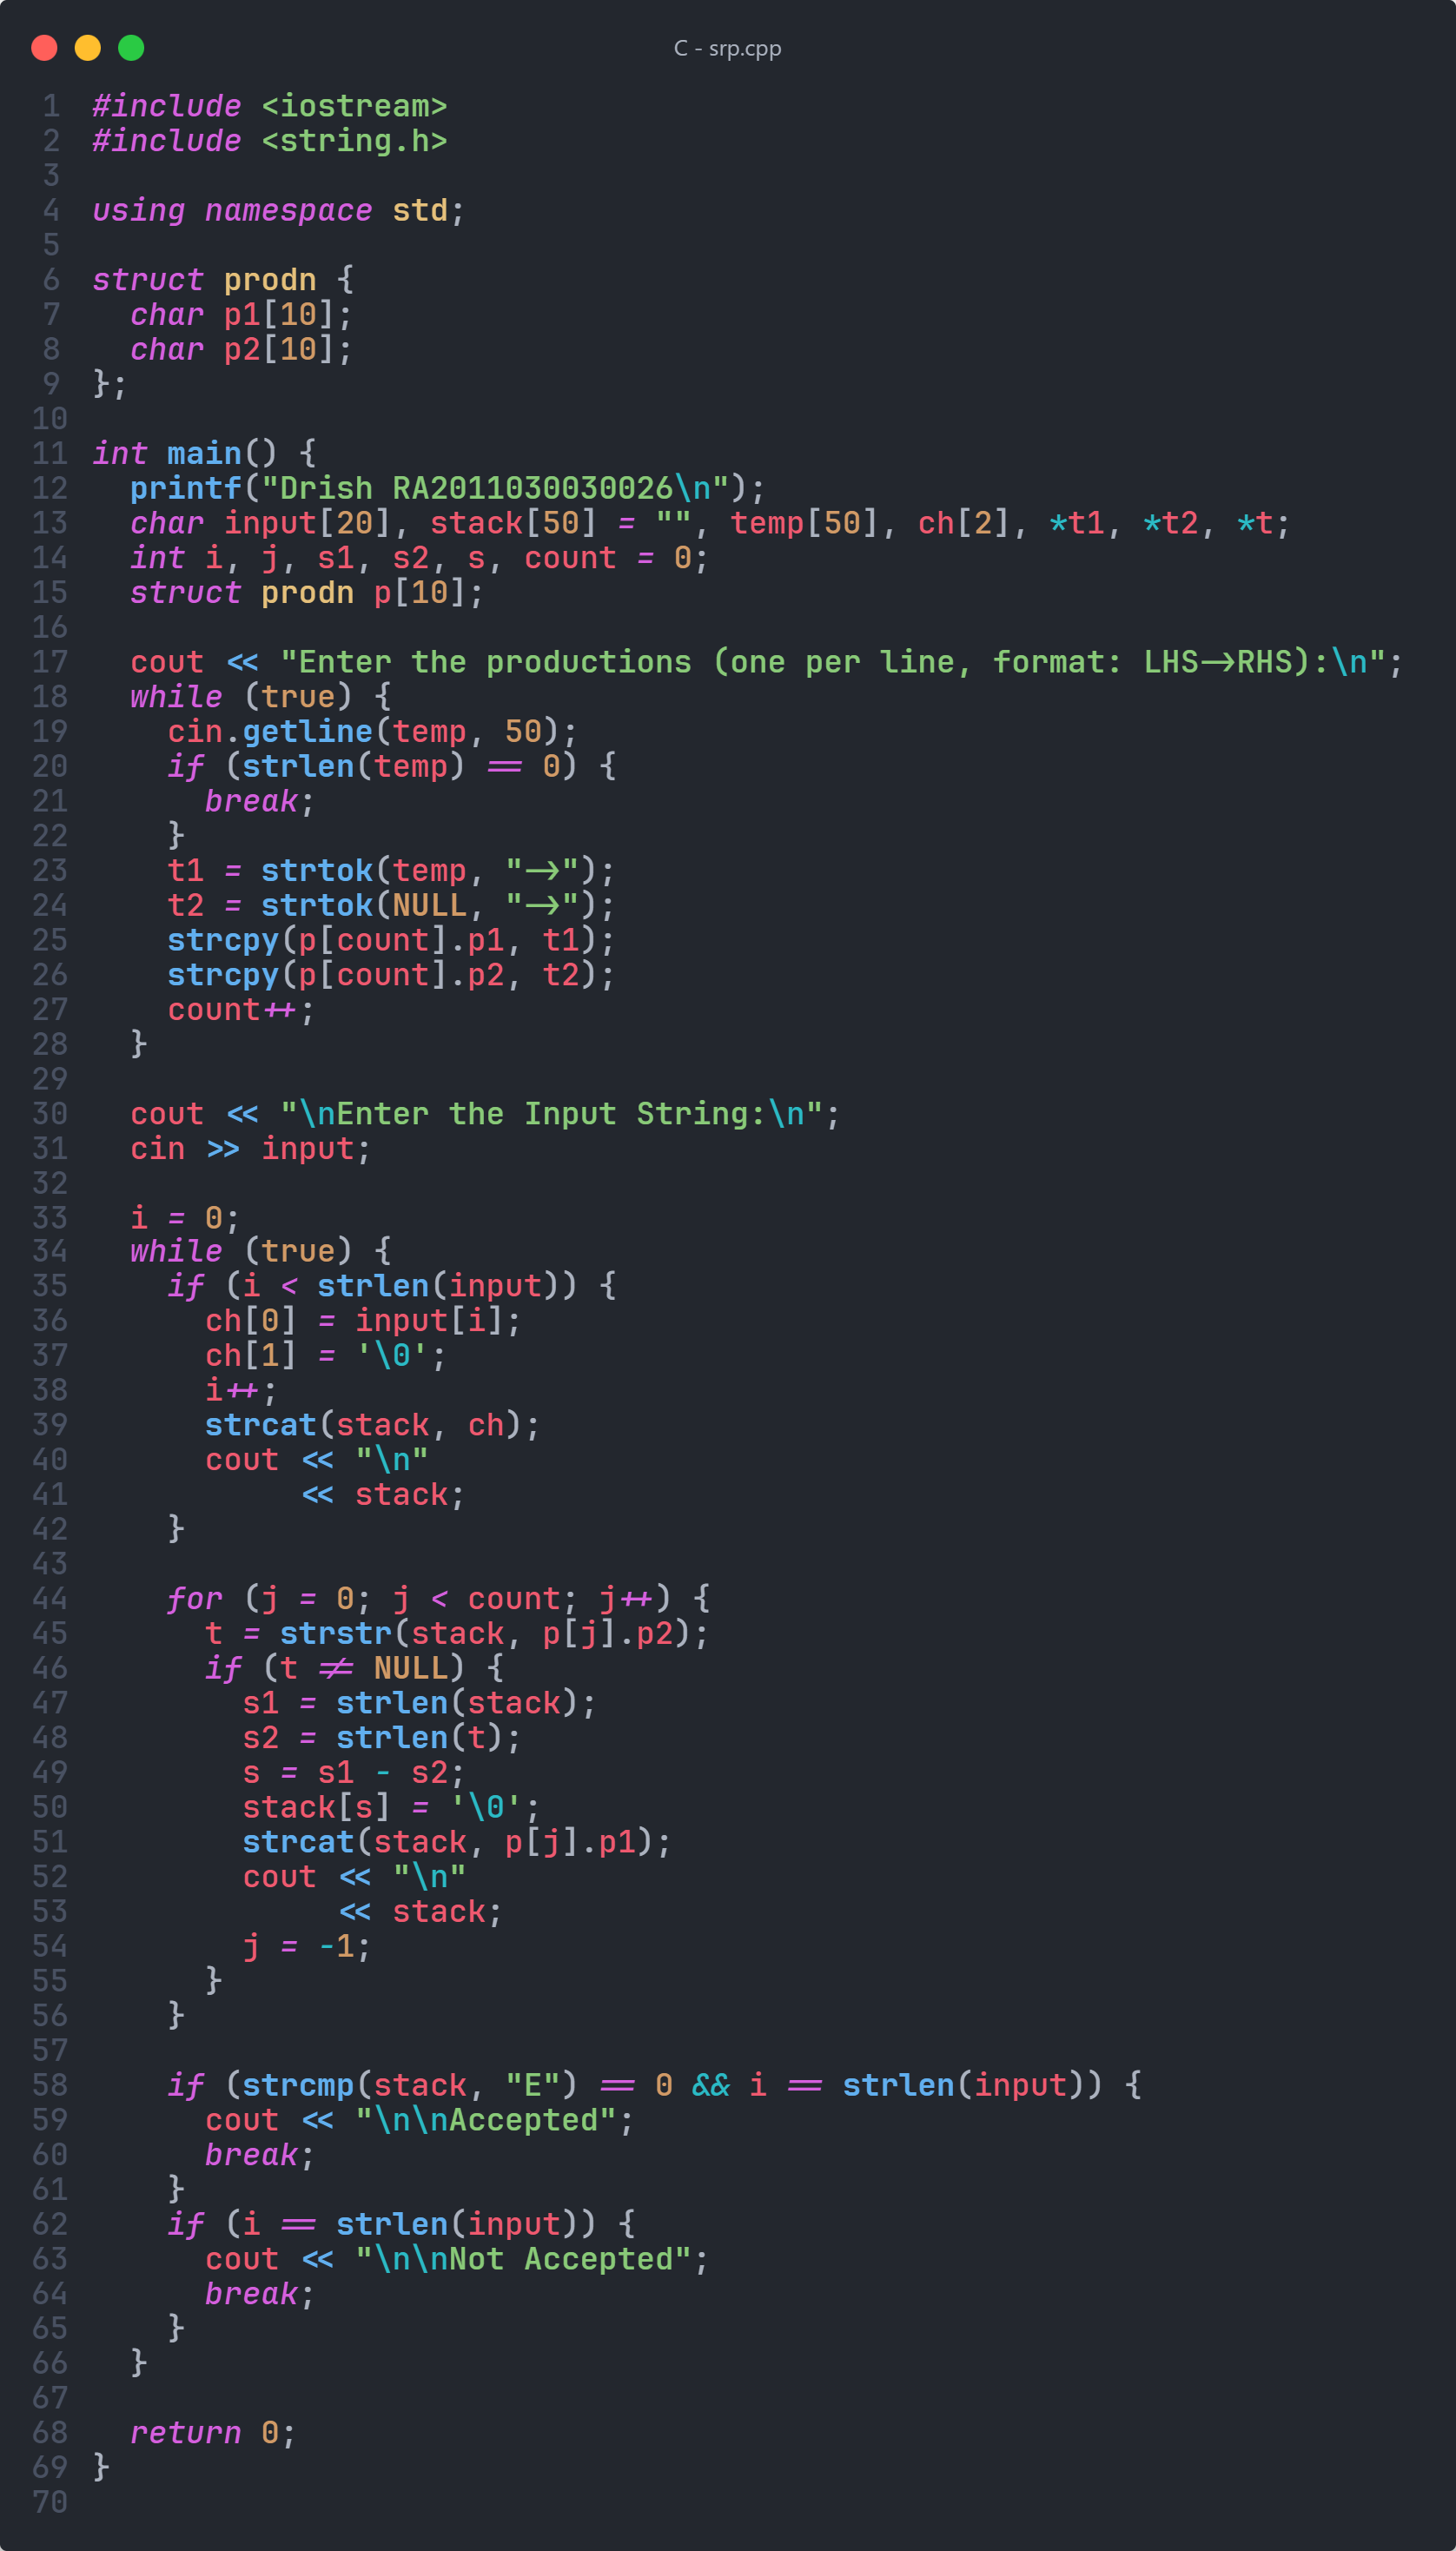 C - srp.cpp
1 #include <iostream>
2 #include <string.h>
3
4 using namespace std;
5
6 struct prodn {
7   char p1[10];
8   char p2[10];
9 };
10
11 int main() {
12   printf("Drish RA2011030030026\n");
13   char input[20], stack[50] = "", temp[50], ch[2], *t1, *t2, *t;
14   int i, j, s1, s2, s, count = 0;
15   struct prodn p[10];
16
17   cout << "Enter the productions (one per line, format: LHS->RHS):\n";
18   while (true) {
19     cin.getline(temp, 50);
20     if (strlen(temp) == 0) {
21       break;
22     }
23     t1 = strtok(temp, "->");
24     t2 = strtok(NULL, "->");
25     strcpy(p[count].p1, t1);
26     strcpy(p[count].p2, t2);
27     count++;
28   }
29
30   cout << "\nEnter the Input String:\n";
31   cin >> input;
32
33   i = 0;
34   while (true) {
35     if (i < strlen(input)) {
36       ch[0] = input[i];
37       ch[1] = '\0';
38       i++;
39       strcat(stack, ch);
40       cout << "\n"
41            << stack;
42     }
43
44     for (j = 0; j < count; j++) {
45       t = strstr(stack, p[j].p2);
46       if (t != NULL) {
47         s1 = strlen(stack);
48         s2 = strlen(t);
49         s = s1 - s2;
50         stack[s] = '\0';
51         strcat(stack, p[j].p1);
52         cout << "\n"
53              << stack;
54         j = -1;
55       }
56     }
57
58     if (strcmp(stack, "E") == 0 && i == strlen(input)) {
59       cout << "\n\nAccepted";
60       break;
61     }
62     if (i == strlen(input)) {
63       cout << "\n\nNot Accepted";
64       break;
65     }
66   }
67
68   return 0;
69 }
70